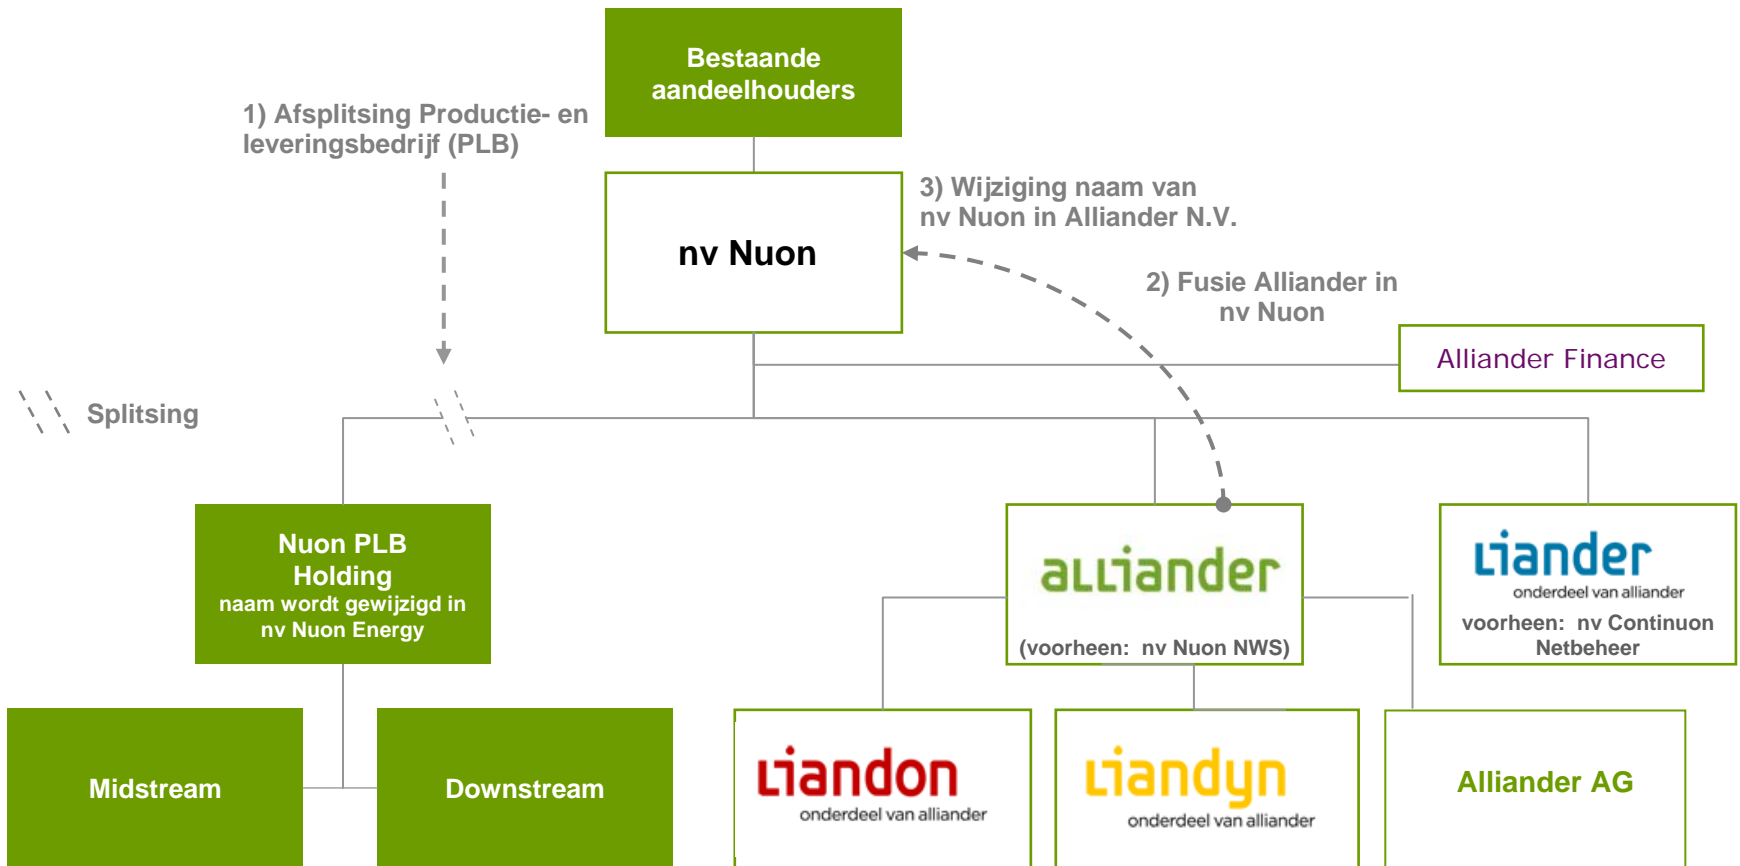 Bestaande
aandeelhouders
1) Afsplitsing Productie- en
leveringsbedrijf (PLB)
nv Nuon
3) Wijziging naam van
nv Nuon in Alliander N.V.
2) Fusie Alliander in
nv Nuon
Alliander Finance
Splitsing
Nuon PLB
Holding
naam wordt gewijzigd in
nv Nuon Energy
alliander
(voorheen: nv Nuon NWS)
Liander
onderdeel van alliander
voorheen: nv Continuon
Netbeheer
Midstream
Downstream
Liandon
onderdeel van alliander
Liandyn
onderdeel van alliander
Alliander AG